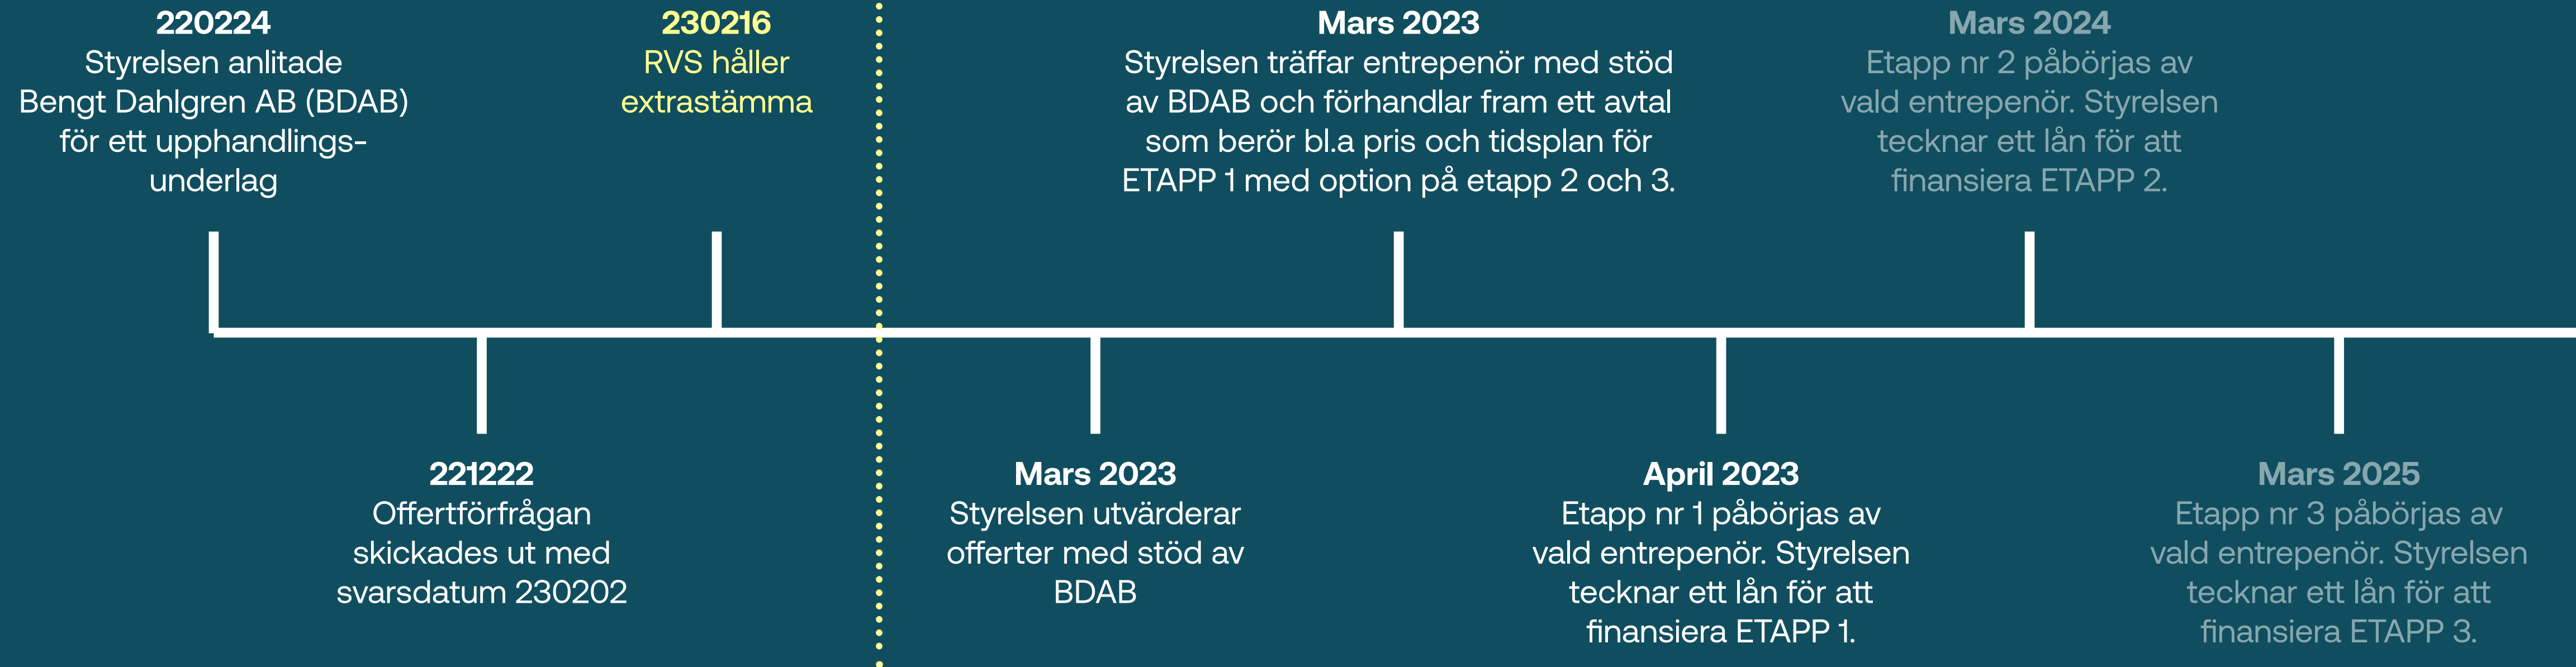 220224
Styrelsen anlitade
Bengt Dahlgren AB (BDAB)
för ett upphandlings-
underlag
221222
Offertförfrågan
skickades ut med
svarsdatum 230202
230216
RVS håller
extrastämma
Mars 2023
Styrelsen utvärderar
offerter med stöd av
BDAB
Mars 2023
Styrelsen träffar entrepenör med stöd
av BDAB och förhandlar fram ett avtal
som berör bl.a pris och tidsplan för
ETAPP 1 med option på etapp 2 och 3.
April 2023
Etapp nr 1 påbörjas av
vald entrepenör. Styrelsen
tecknar ett lån för att
finansiera ETAPP 1.
Mars 2024
Etapp nr 2 påbörjas av
vald entrepenör. Styrelsen
tecknar ett lån för att
finansiera ETAPP 2.
Mars 2025
Etapp nr 3 påbörjas av
vald entrepenör. Styrelsen
tecknar ett lån för att
finansiera ETAPP 3.